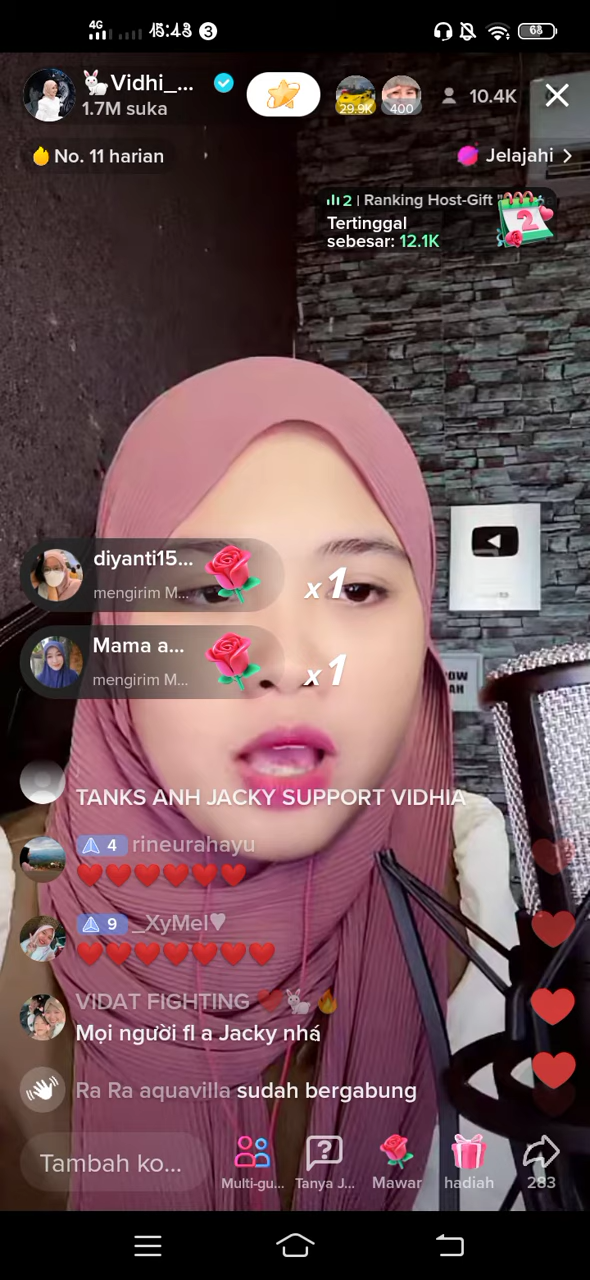 4G
15:43
3
68
Vidhi_...
1.7M suka
29.9K
400
10.4K
No. 11 harian
Jelajahi
2 | Ranking Host-Gift "
Tertinggal
sebesar: 12.1K
2
diyanti15...
mengirim M...
x1
Mama a...
mengirim M...
x1
TANKS ANH JACKY SUPPORT VIDHIA
4 rineurahayu
❤️❤️❤️❤️❤️❤️
9 _XyMel♥
❤️❤️❤️❤️❤️❤️❤️
VIDAT FIGHTING ❤️🐇🔥
Mọi người fl a Jacky nhá
Ra Ra aquavilla sudah bergabung
Tambah ko...
Multi-gu...
Tanya J...
Mawar
hadiah
283